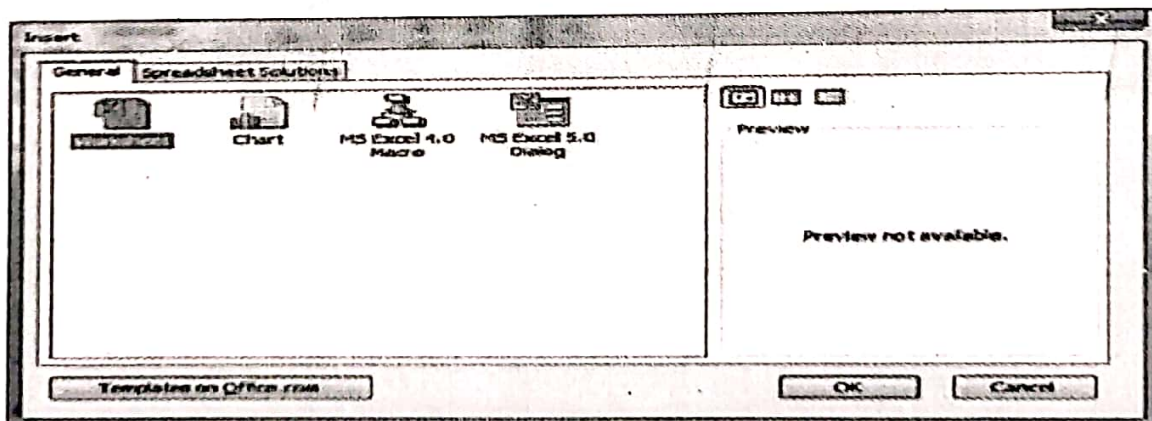 Insert
General Spreadsheet Solutions
Worksheet
Chart
MS Excel 4.0 Macro
MS Excel 5.0 Dialog
Preview
Preview not available.
Templates on Office.com
OK
Cancel